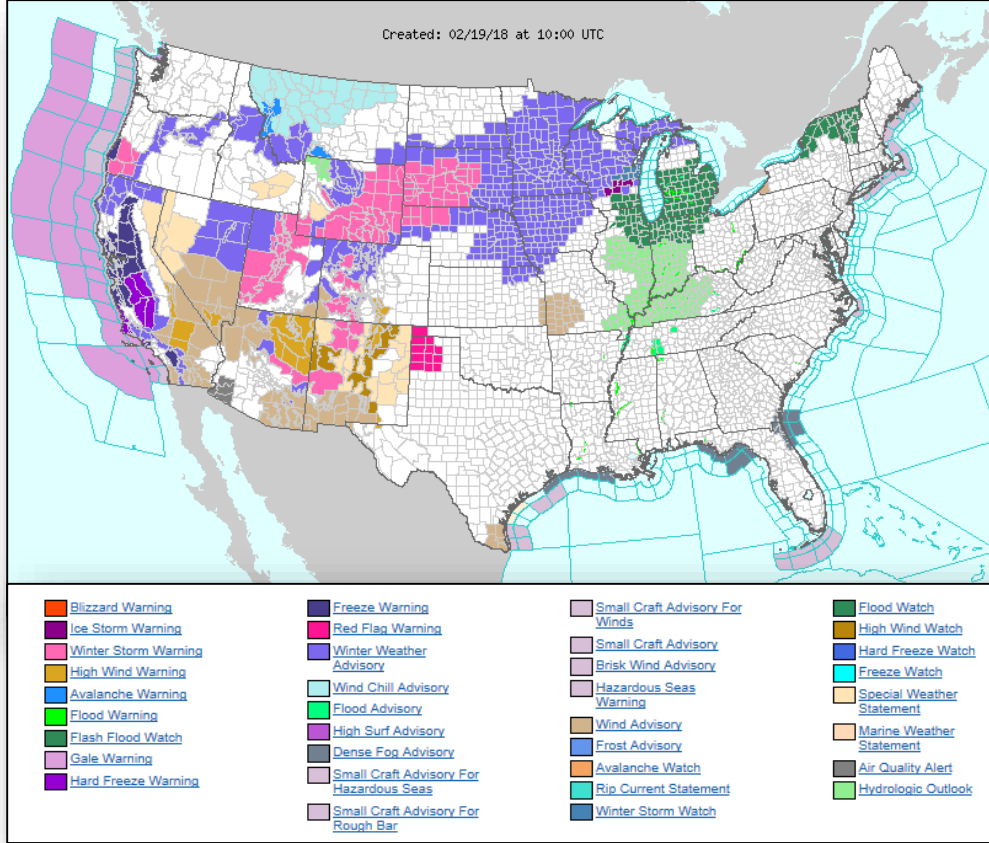 Created: 02/19/18 at 10:00 UTC
Blizzard Warning
Ice Storm Warning
Winter Storm Warning
High Wind Warning
Avalanche Warning
Flood Warning
Flash Flood Watch
Gale Warning
Hard Freeze Warning
Freeze Warning
Red Flag Warning
Winter Weather
Advisory
Wind Chill Advisory
Flood Advisory
High Surf Advisory
Dense Fog Advisory
Small Craft Advisory For
Hazardous Seas
Small Craft Advisory For
Rough Bar
Small Craft Advisory For
Winds
Small Craft Advisory
Brisk Wind Advisory
Hazardous Seas
Warning
Wind Advisory
Frost Advisory
Avalanche Watch
Rip Current Statement
Winter Storm Watch
Flood Watch
High Wind Watch
Hard Freeze Watch
Freeze Watch
Special Weather
Statement
Marine Weather
Statement
Air Quality Alert
Hydrologic Outlook